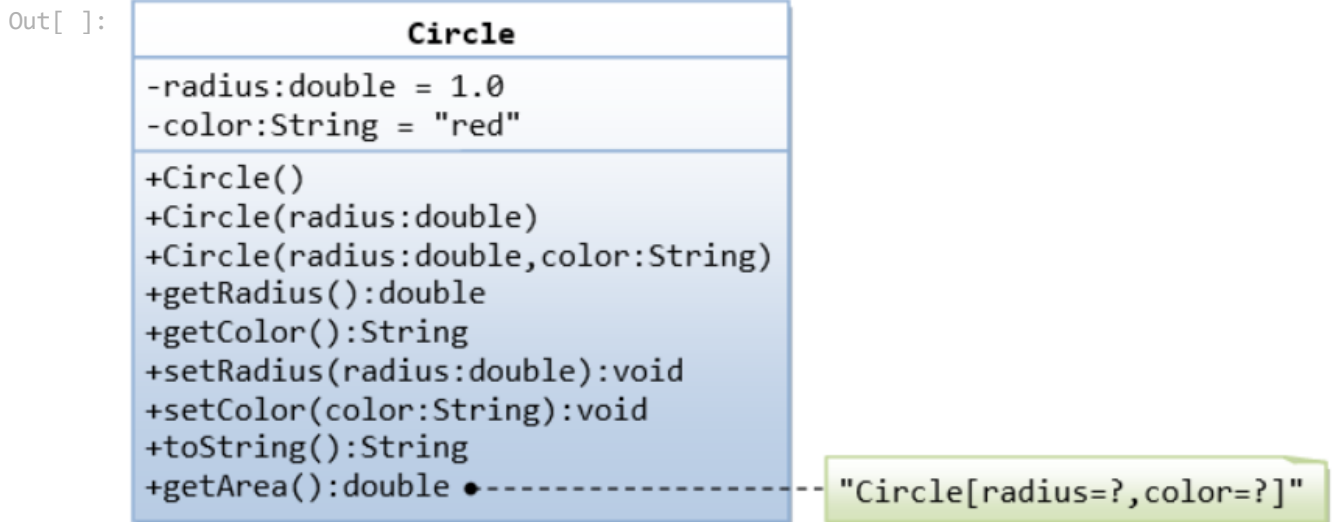 Out[ ]:
Circle
-radius:double = 1.0
-color:String = "red"
+Circle()
+Circle(radius:double)
+Circle(radius:double,color:String)
+getRadius():double
+getColor():String
+setRadius(radius:double):void
+setColor(color:String):void
+toString():String
+getArea():double
"Circle[radius=?,color=?]"